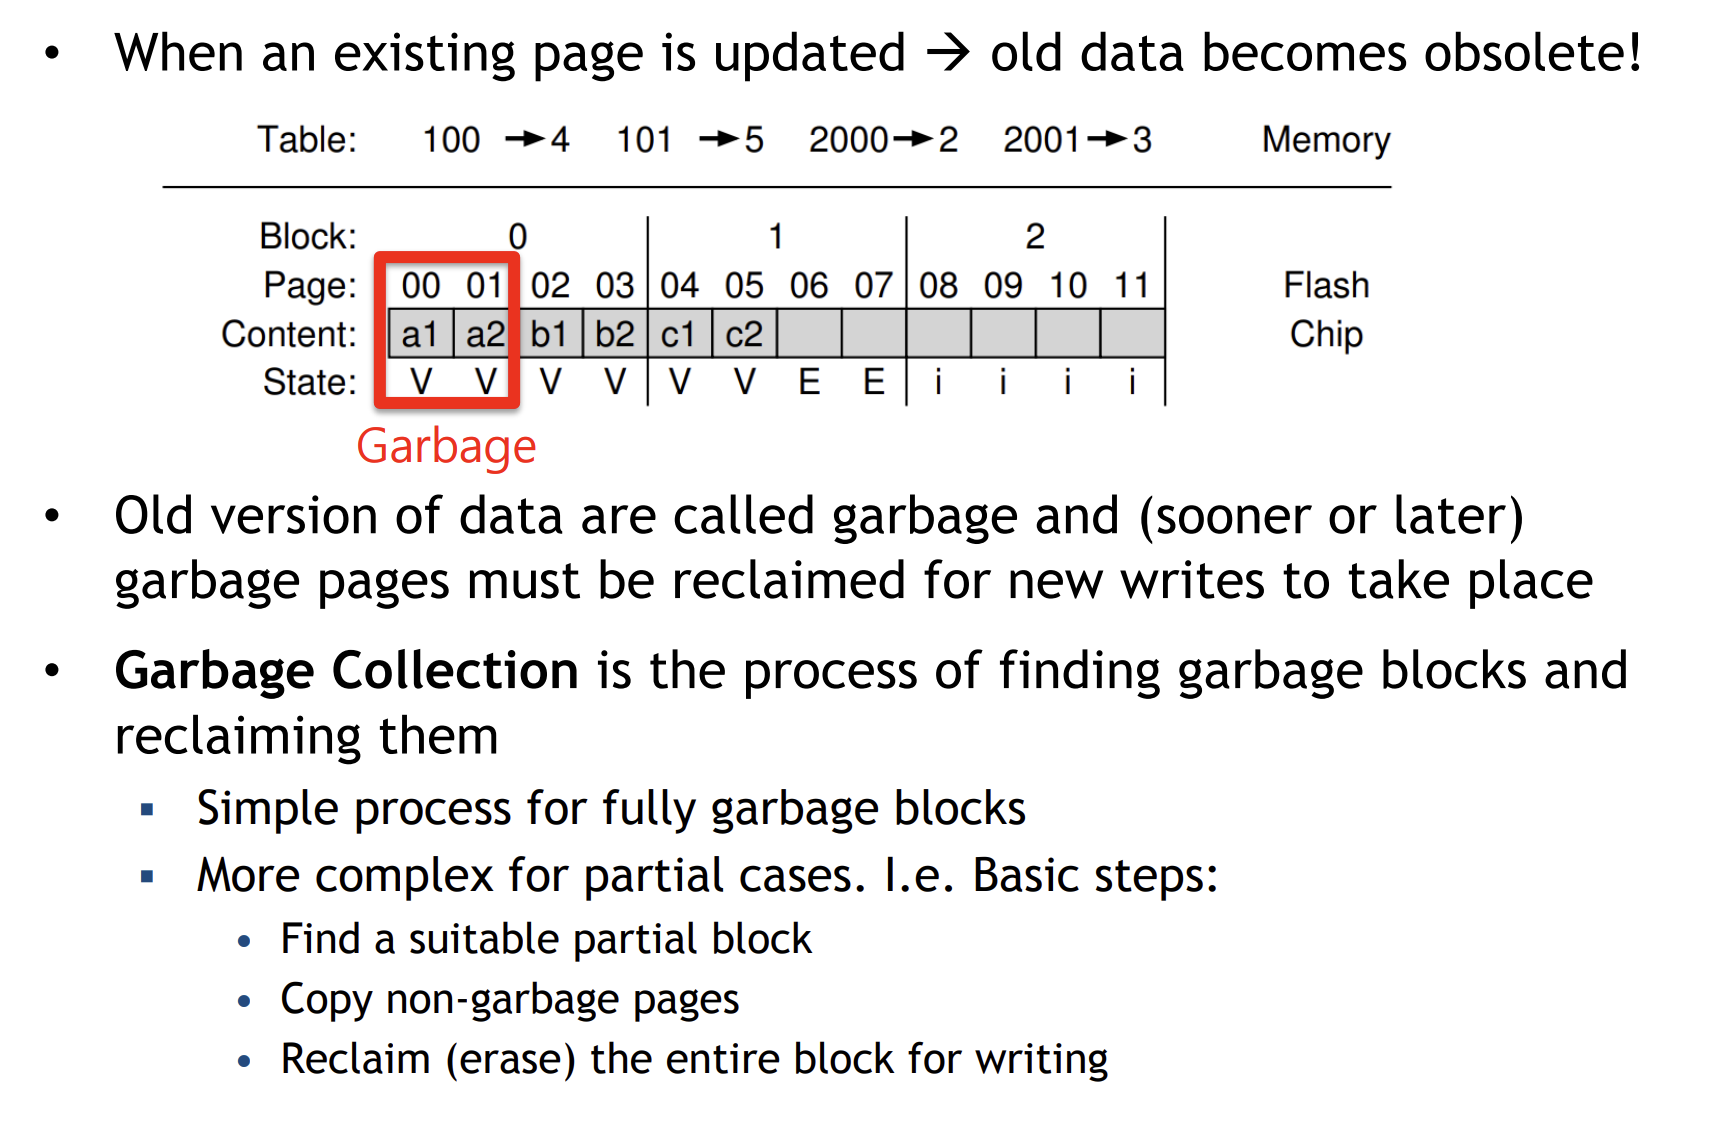 • When an existing page is updated → old data becomes obsolete!
Table: 100 → 4 101 → 5 2000 → 2 2001 → 3 Memory
Block: 0 1 2
Page: 00 01 02 03 04 05 06 07 08 09 10 11 Flash
Content: a1 a2 b1 b2 c1 c2 Chip
State: V V V V V V E E i i i i
Garbage
• Old version of data are called garbage and (sooner or later)
garbage pages must be reclaimed for new writes to take place
• Garbage Collection is the process of finding garbage blocks and
reclaiming them
▪ Simple process for fully garbage blocks
▪ More complex for partial cases. I.e. Basic steps:
• Find a suitable partial block
• Copy non-garbage pages
• Reclaim (erase) the entire block for writing